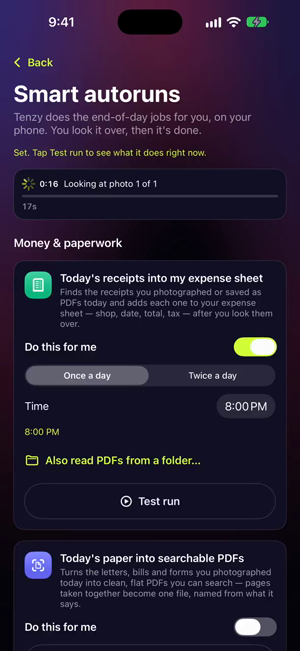 9:41
Back
Smart autoruns
Tenzy does the end-of-day jobs for you, on your
phone. You look it over, then it's done.
Set. Tap Test run to see what it does right now.
0:16 Looking at photo 1 of 1
17s
Money & paperwork
Today's receipts into my expense sheet
Finds the receipts you photographed or saved as
PDFs today and adds each one to your expense
sheet — shop, date, total, tax — after you look them
over.
Do this for me
Once a day
Twice a day
Time
8:00 PM
8:00 PM
Also read PDFs from a folder...
Test run
Today's paper into searchable PDFs
Turns the letters, bills and forms you photographed
today into clean, flat PDFs you can search — pages
taken together become one file, named from what it
says.
Do this for me